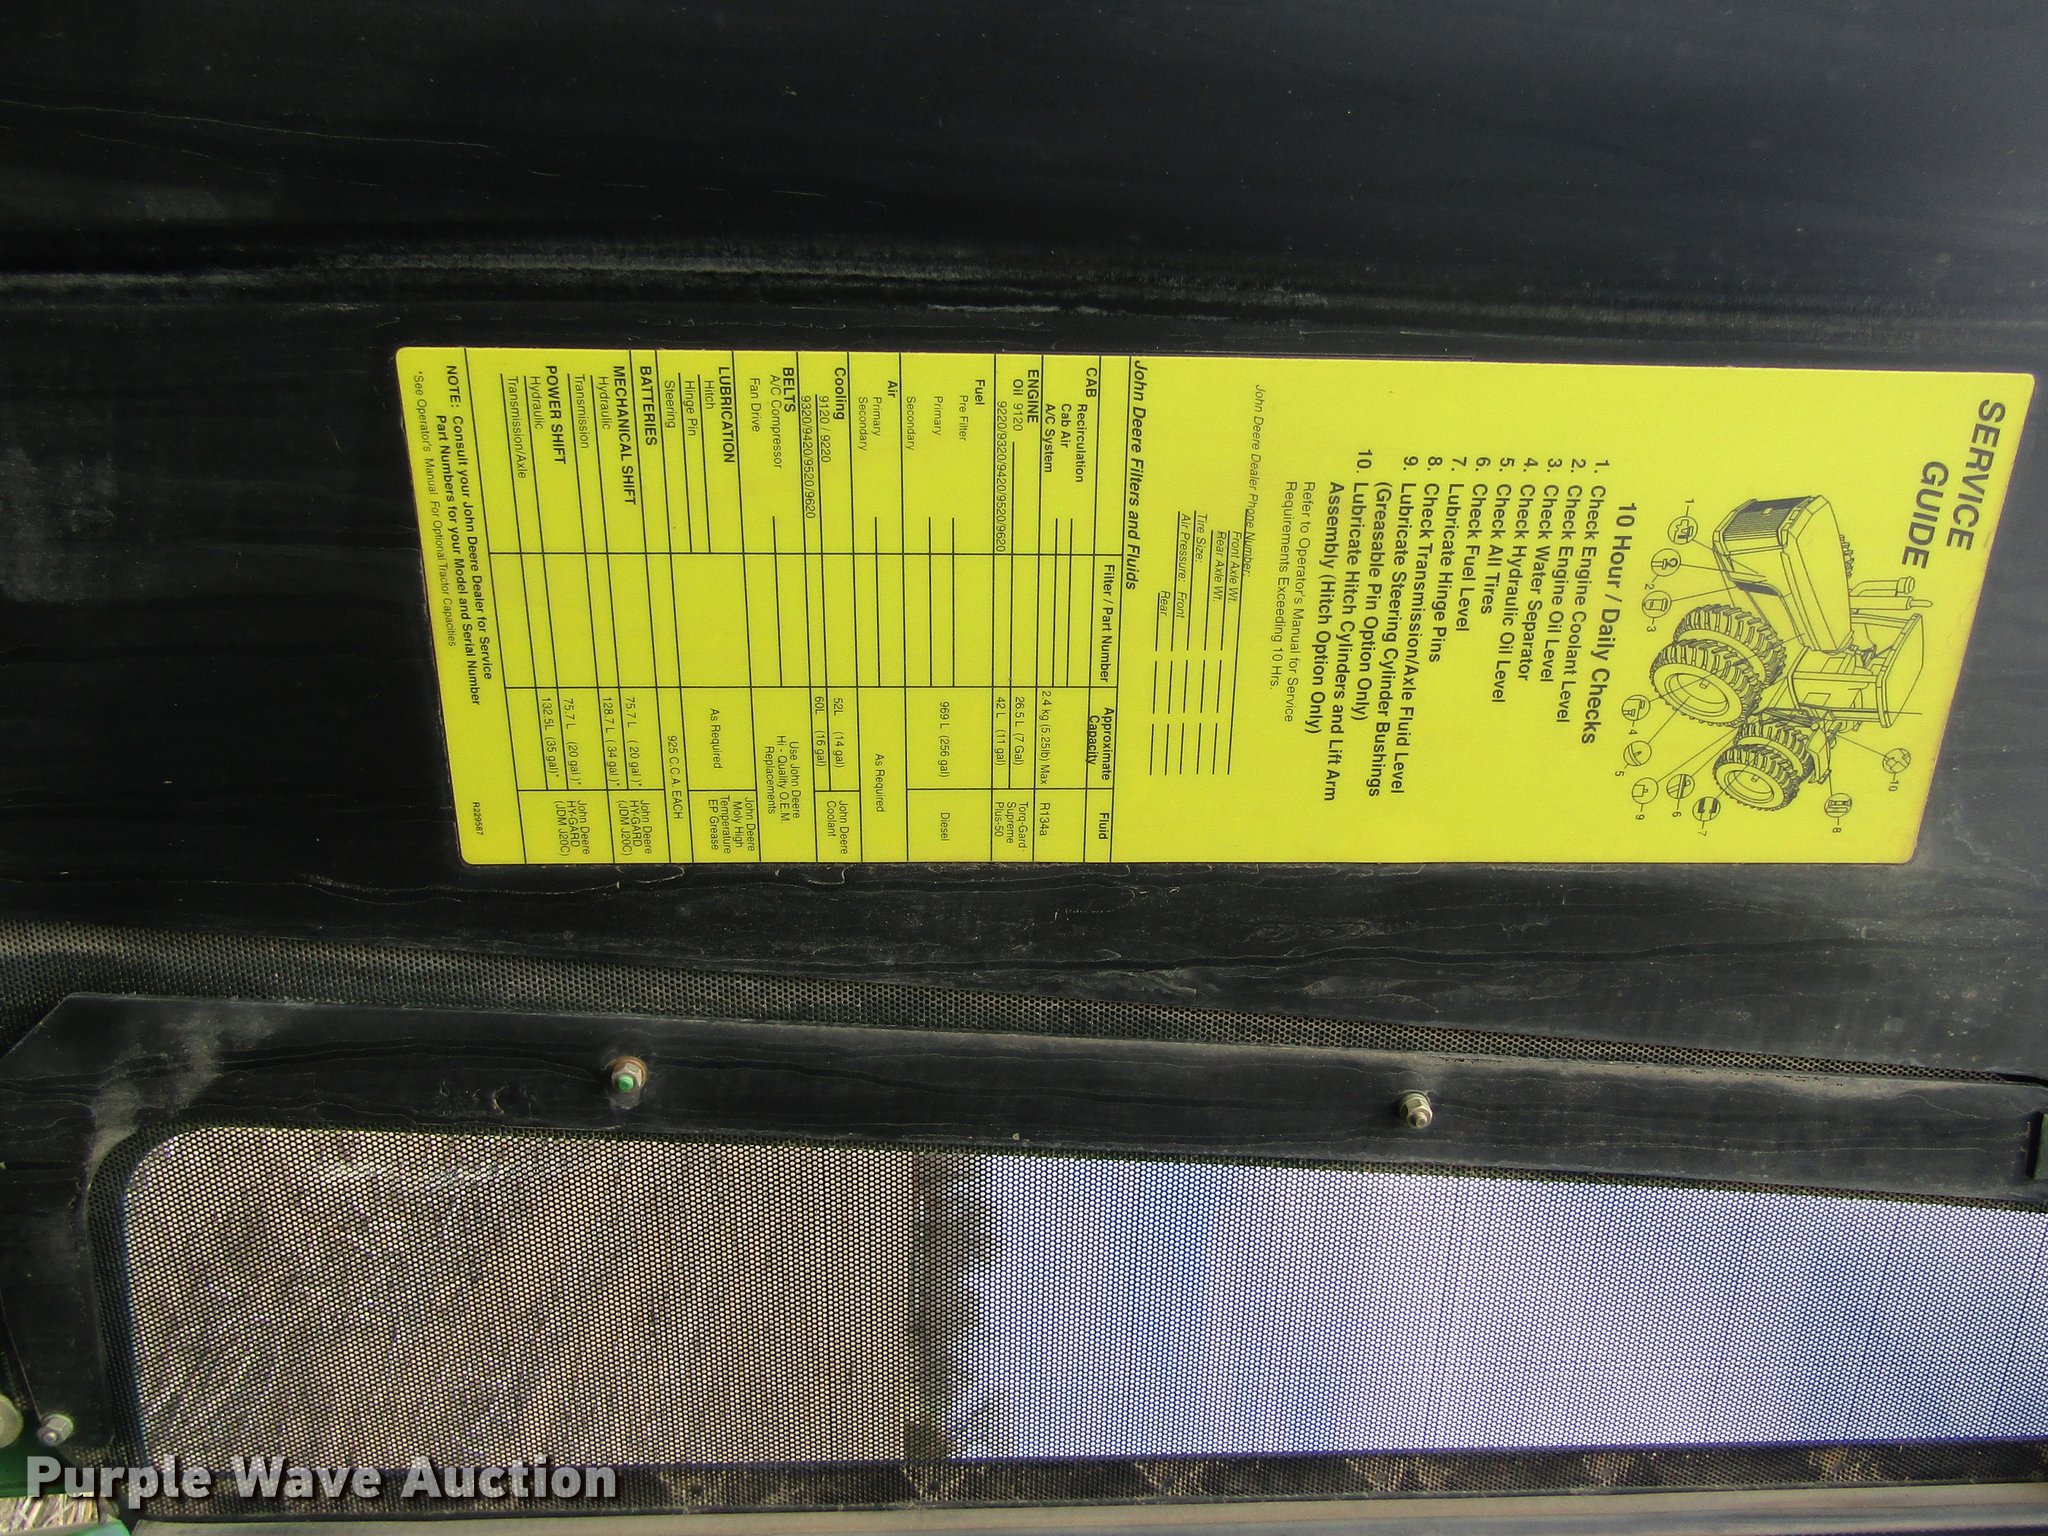 SERVICE
GUIDE
1
2
3
4
5
6
7
8
9
10
10 Hour / Daily Checks
1. Check Engine Coolant Level
2. Check Engine Oil Level
3. Check Water Separator
4. Check Hydraulic Oil Level
5. Check All Tires
6. Check Fuel Level
7. Lubricate Hinge Pins
8. Check Transmission/Axle Fluid Level
9. Lubricate Steering Cylinder Bushings
(Greasable Pin Option Only)
10. Lubricate Hitch Cylinders and Lift Arm
Assembly (Hitch Option Only)
Refer to Operator's Manual for Service
Requirements Exceeding 10 Hrs.
John Deere Dealer Phone Number:
Front Axle Wt.
Rear Axle Wt.
Tire Size:
Air Pressure: Front
Rear
John Deere Filters and Fluids
Filter / Part Number Approximate Capacity Fluid
CAB Recirculation
Cab Air
A/C System 2.4 kg (5.25lb) Max R134a
ENGINE
Oil 9120 26.5 L (7 Gal) Torq-Gard
9220/9320/9420/9520/9620 42 L (11 gal) Supreme Plus-50
Fuel
Pre Filter
Primary 969 L (256 gal) Diesel
Secondary
Air
Primary As Required
Secondary
Cooling
9120 / 9220 52L (14 gal) John Deere
9320/9420/9520/9620 60L (16 gal) Coolant
BELTS
A/C Compressor Use John Deere
Hi - Quality O.E.M.
Fan Drive Replacements
LUBRICATION
Hitch John Deere
Hinge Pin As Required Moly High
Temperature
Steering EP Grease
BATTERIES 925 C.C.A. EACH
MECHANICAL SHIFT
Hydraulic 75.7 L ( 20 gal )* John Deere
HY-GARD
Transmission 128.7 L ( 34 gal )* (JDM J20C)
POWER SHIFT
Hydraulic 75.7 L (20 gal )* John Deere
HY-GARD
Transmission/Axle 132.5L (35 gal)* (JDM J20C)
NOTE: Consult your John Deere Dealer for Service
Part Numbers for your Model and Serial Number
*See Operator's Manual For Optional Tractor Capacities
R229587
Purple Wave Auction